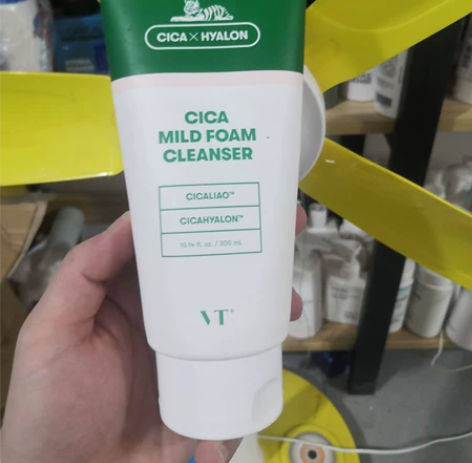 CICA×HYALON
CICA
MILD FOAM
CLEANSER
CICALIAO™
CICAHYALON™
10.14 fl. oz. / 300 mL
VT